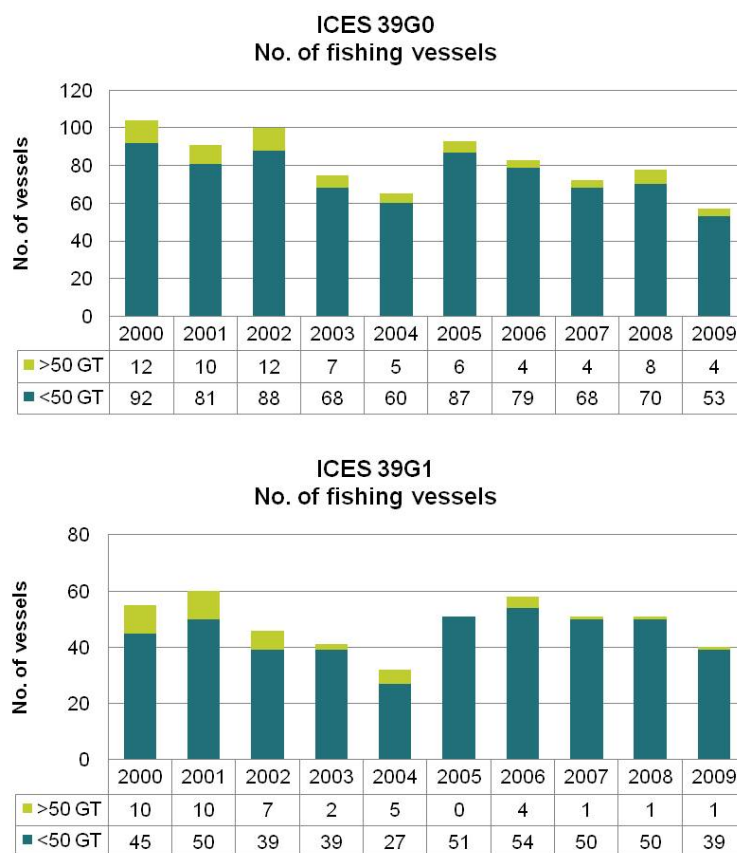 ICES 39G0
No. of fishing vessels
No. of vessels
120
100
80
60
40
20
0
2000 2001 2002 2003 2004 2005 2006 2007 2008 2009
>50 GT 12 10 12 7 5 6 4 4 8 4
<50 GT 92 81 88 68 60 87 79 68 70 53
ICES 39G1
No. of fishing vessels
No. of vessels
80
60
40
20
0
2000 2001 2002 2003 2004 2005 2006 2007 2008 2009
>50 GT 10 10 7 2 5 0 4 1 1 1
<50 GT 45 50 39 39 27 51 54 50 50 39